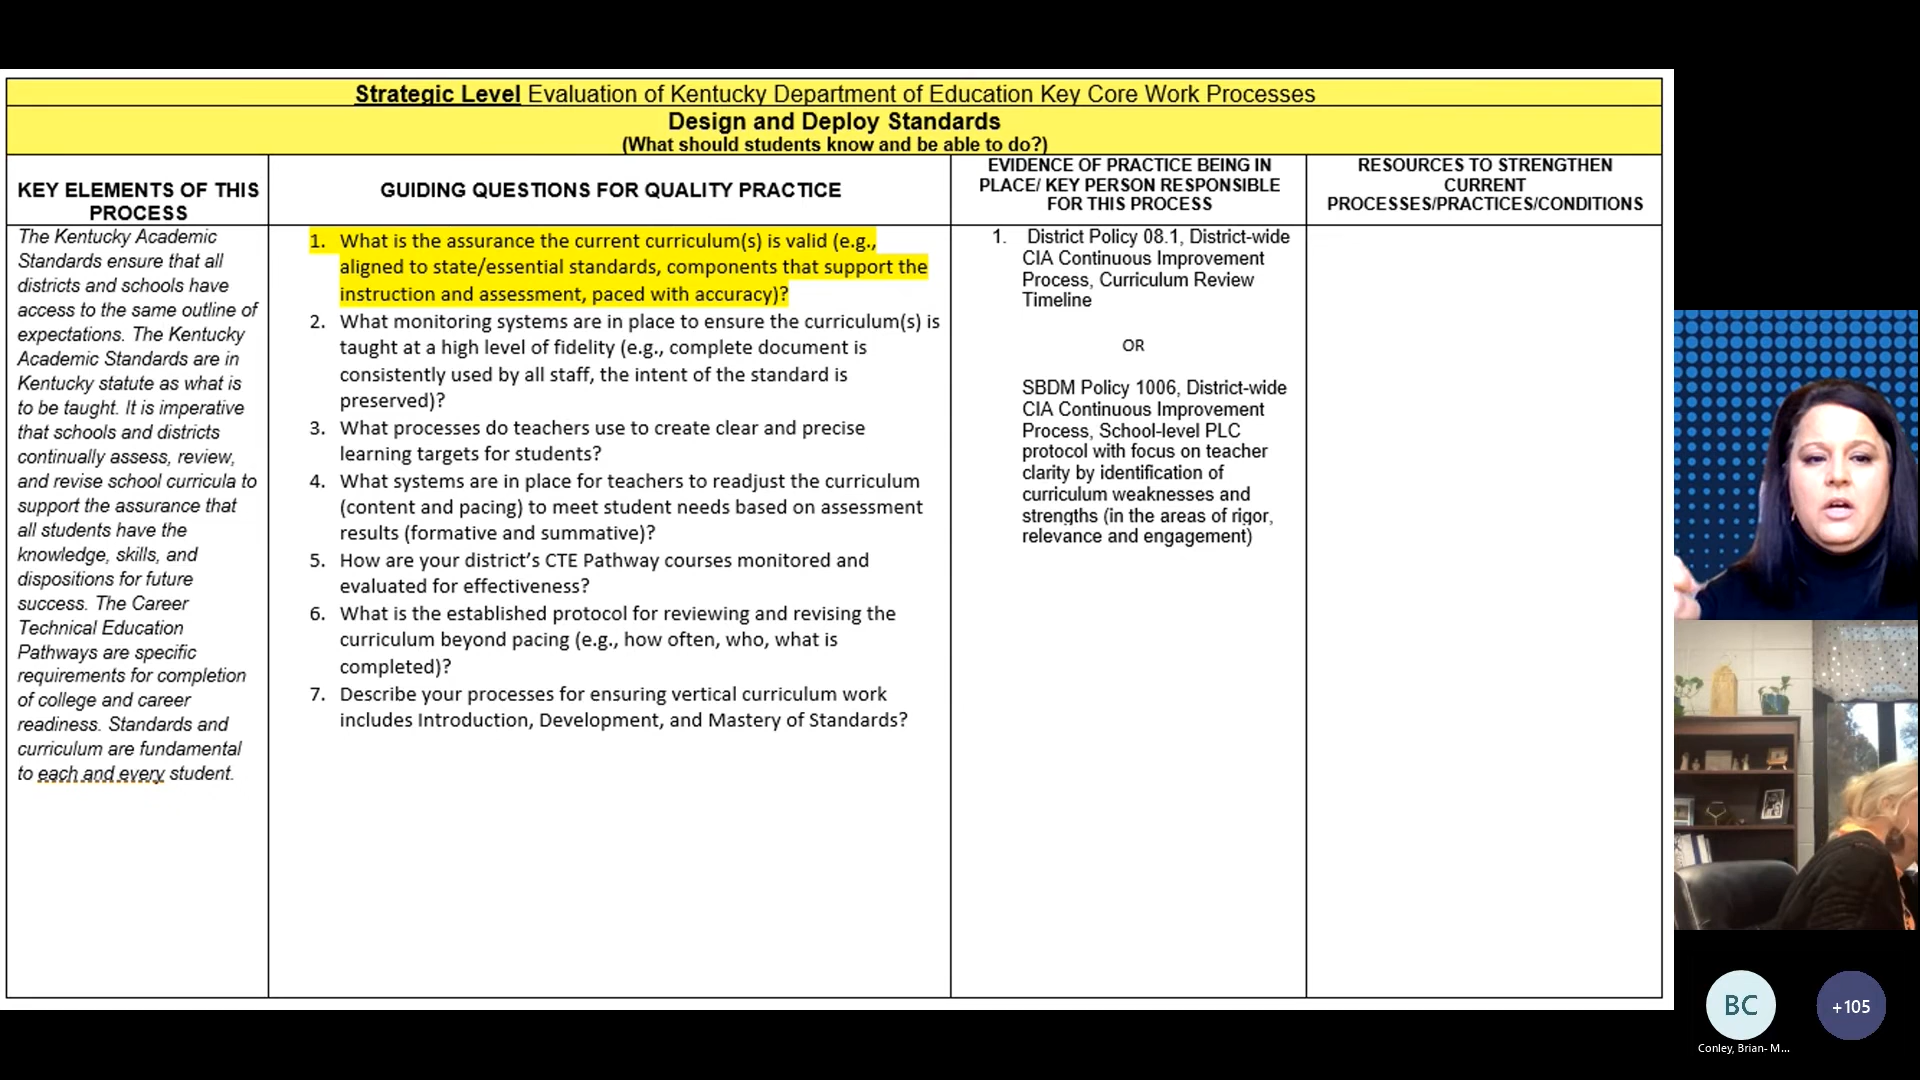 Strategic Level Evaluation of Kentucky Department of Education Key Core Work Processes
Design and Deploy Standards
(What should students know and be able to do?)
KEY ELEMENTS OF THIS
PROCESS
GUIDING QUESTIONS FOR QUALITY PRACTICE
EVIDENCE OF PRACTICE BEING IN
PLACE/ KEY PERSON RESPONSIBLE
FOR THIS PROCESS
RESOURCES TO STRENGTHEN
CURRENT
PROCESSES/PRACTICES/CONDITIONS
The Kentucky Academic
Standards ensure that all
districts and schools have
access to the same outline of
expectations. The Kentucky
Academic Standards are in
Kentucky statute as what is
to be taught. It is imperative
that schools and districts
continually assess, review,
and revise school curricula to
support the assurance that
all students have the
knowledge, skills, and
dispositions for future
success. The Career
Technical Education
Pathways are specific
requirements for completion
of college and career
readiness. Standards and
curriculum are fundamental
to each and every student.
1. What is the assurance the current curriculum(s) is valid (e.g.,
aligned to state/essential standards, components that support the
instruction and assessment, paced with accuracy)?
2. What monitoring systems are in place to ensure the curriculum(s) is
taught at a high level of fidelity (e.g., complete document is
consistently used by all staff, the intent of the standard is
preserved)?
3. What processes do teachers use to create clear and precise
learning targets for students?
4. What systems are in place for teachers to readjust the curriculum
(content and pacing) to meet student needs based on assessment
results (formative and summative)?
5. How are your district’s CTE Pathway courses monitored and
evaluated for effectiveness?
6. What is the established protocol for reviewing and revising the
curriculum beyond pacing (e.g., how often, who, what is
completed)?
7. Describe your processes for ensuring vertical curriculum work
includes Introduction, Development, and Mastery of Standards?
1. District Policy 08.1, District-wide
CIA Continuous Improvement
Process, Curriculum Review
Timeline
OR
SBDM Policy 1006, District-wide
CIA Continuous Improvement
Process, School-level PLC
protocol with focus on teacher
clarity by identification of
curriculum weaknesses and
strengths (in the areas of rigor,
relevance and engagement)
BC
+105
Conley, Brian- M...